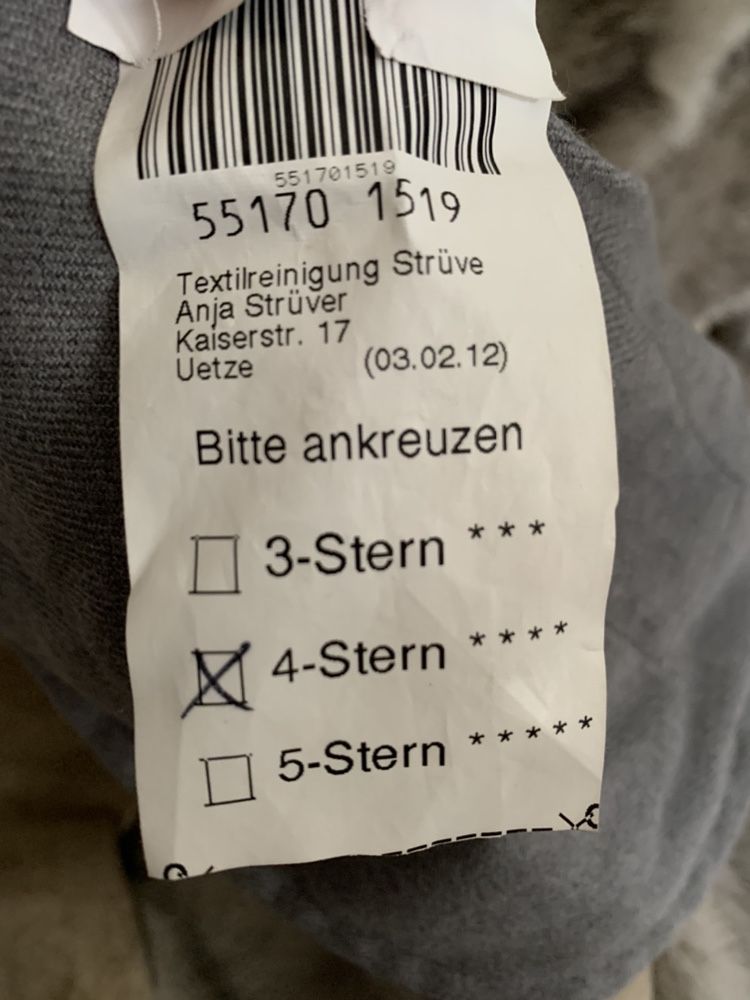 551701519
55170 1519
Textilreinigung Strüve
Anja Strüver
Kaiserstr. 17
Uetze (03.02.12)
Bitte ankreuzen
3-Stern ***
4-Stern ****
5-Stern *****